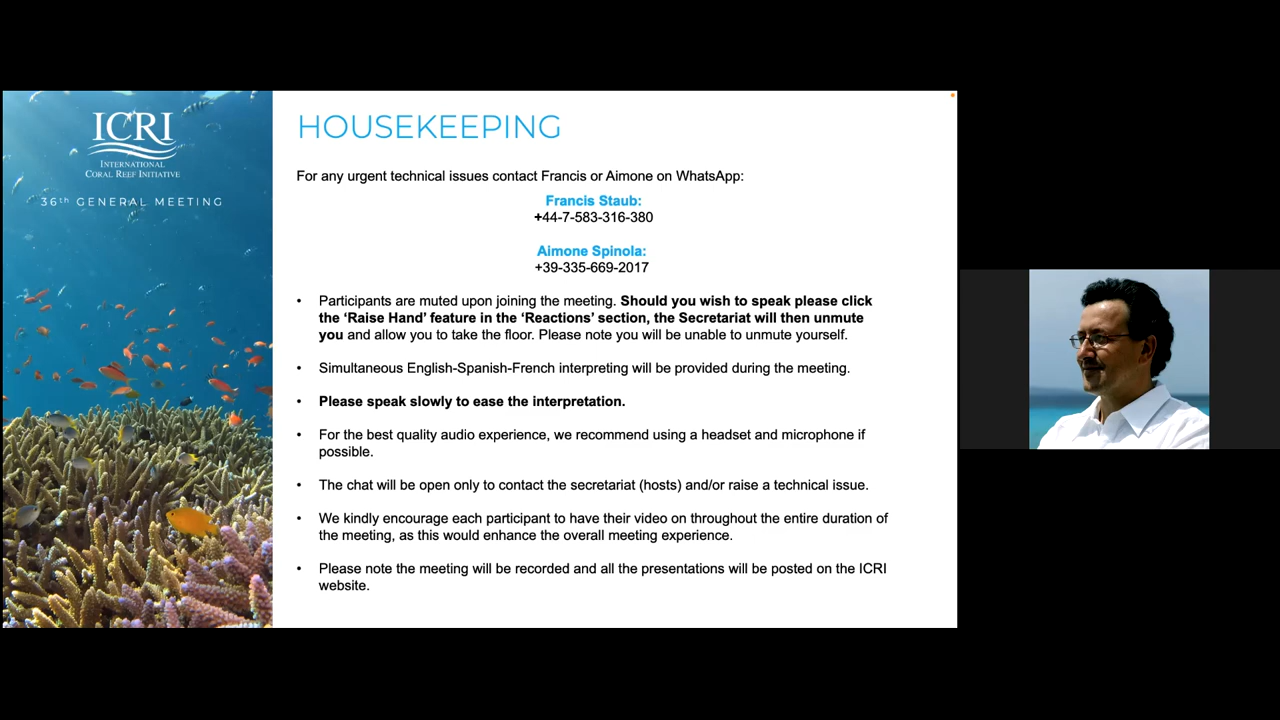 ICRI
INTERNATIONAL
CORAL REEF INITIATIVE
36th GENERAL MEETING
HOUSEKEEPING
For any urgent technical issues contact Francis or Aimone on WhatsApp:
Francis Staub:
+44-7-583-316-380
Aimone Spinola:
+39-335-669-2017
• Participants are muted upon joining the meeting. Should you wish to speak please click
the ‘Raise Hand’ feature in the ‘Reactions’ section, the Secretariat will then unmute
you and allow you to take the floor. Please note you will be unable to unmute yourself.
• Simultaneous English-Spanish-French interpreting will be provided during the meeting.
• Please speak slowly to ease the interpretation.
• For the best quality audio experience, we recommend using a headset and microphone if
possible.
• The chat will be open only to contact the secretariat (hosts) and/or raise a technical issue.
• We kindly encourage each participant to have their video on throughout the entire duration of
the meeting, as this would enhance the overall meeting experience.
• Please note the meeting will be recorded and all the presentations will be posted on the ICRI
website.